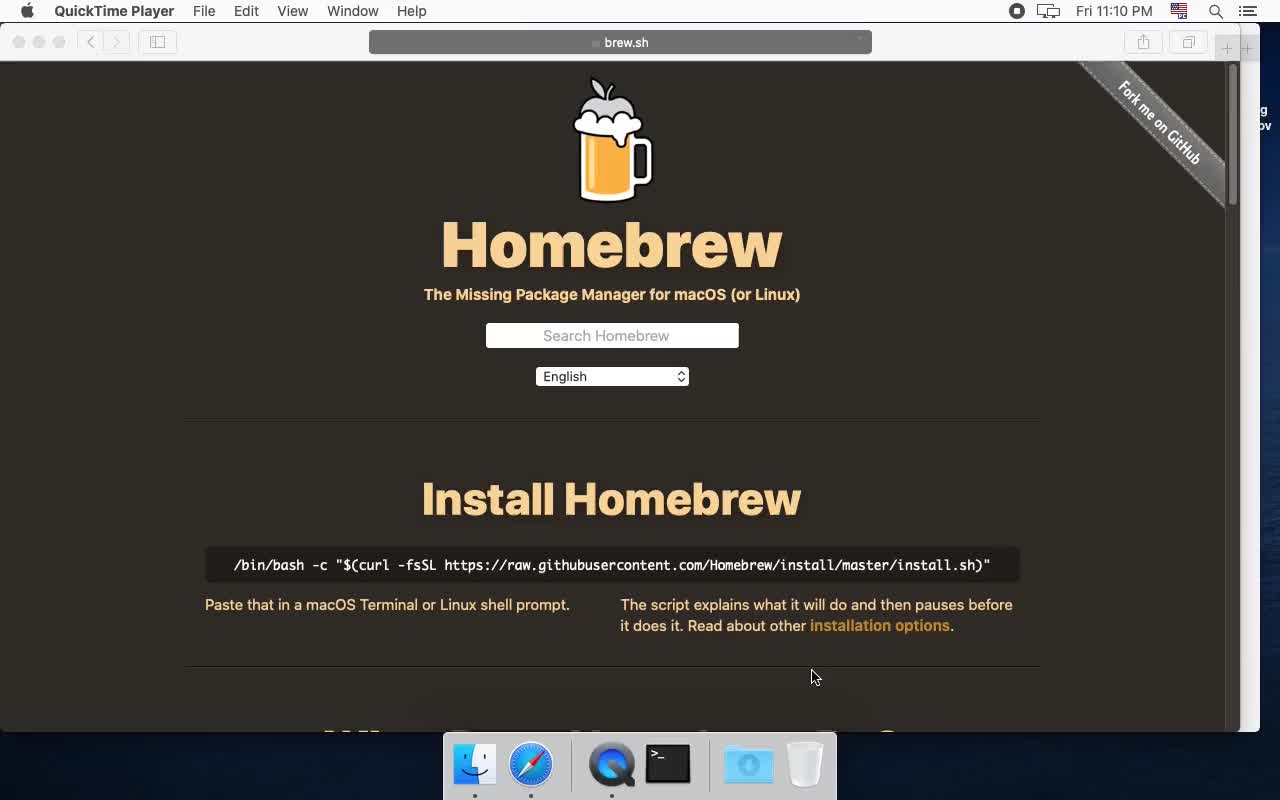 QuickTime Player File Edit View Window Help Fri 11:10 PM
brew.sh
g
ov
Fork me on GitHub
Homebrew
The Missing Package Manager for macOS (or Linux)
Search Homebrew
English
Install Homebrew
/bin/bash -c "$(curl -fsSL https://raw.githubusercontent.com/Homebrew/install/master/install.sh)"
Paste that in a macOS Terminal or Linux shell prompt.
The script explains what it will do and then pauses before
it does it. Read about other installation options.
>_